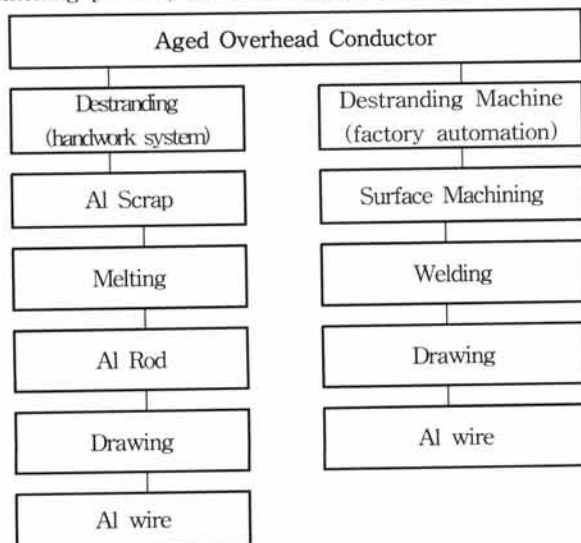 Aged Overhead Conductor
Destranding
(handwork system)
Al Scrap
Melting
Al Rod
Drawing
Al wire
Destranding Machine
(factory automation)
Surface Machining
Welding
Drawing
Al wire